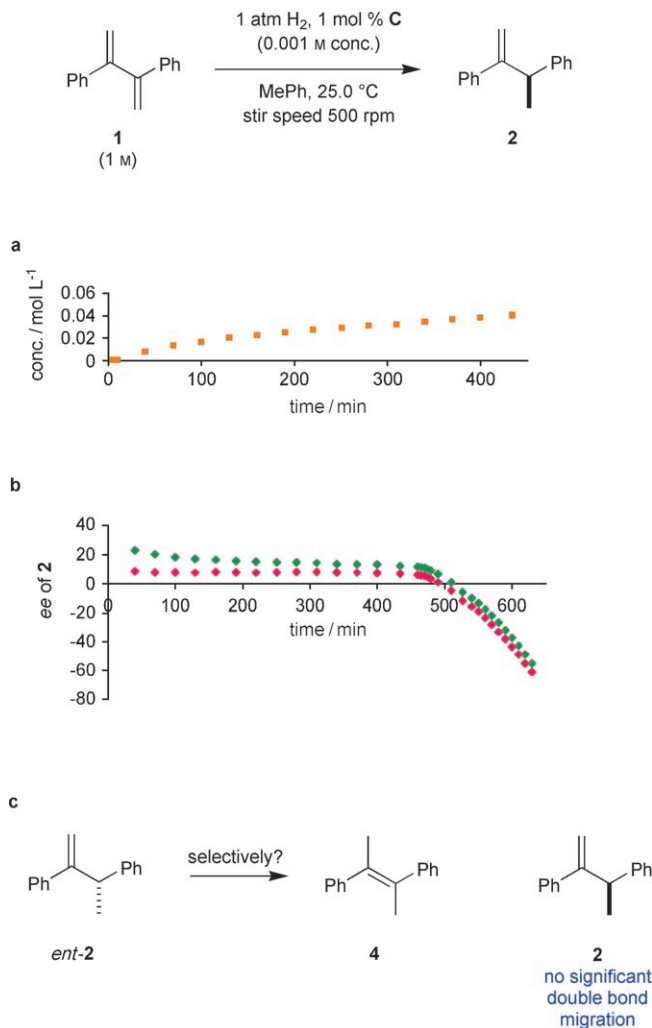 1 atm H₂, 1 mol % C
(0.001 M conc.)
MePh, 25.0 °C
stir speed 500 rpm
Ph
Ph
1
(1 M)
Ph
Ph
2
a
conc. / mol L⁻¹
0.06
0.04
0.02
0
0 100 200 300 400
time / min
b
ee of 2
40
20
0
-20
-40
-60
-80
0 100 200 300 400 500 600
time / min
c
Ph
Ph
ent-2
selectively?
Ph
Ph
4
Ph
Ph
2
no significant
double bond
migration